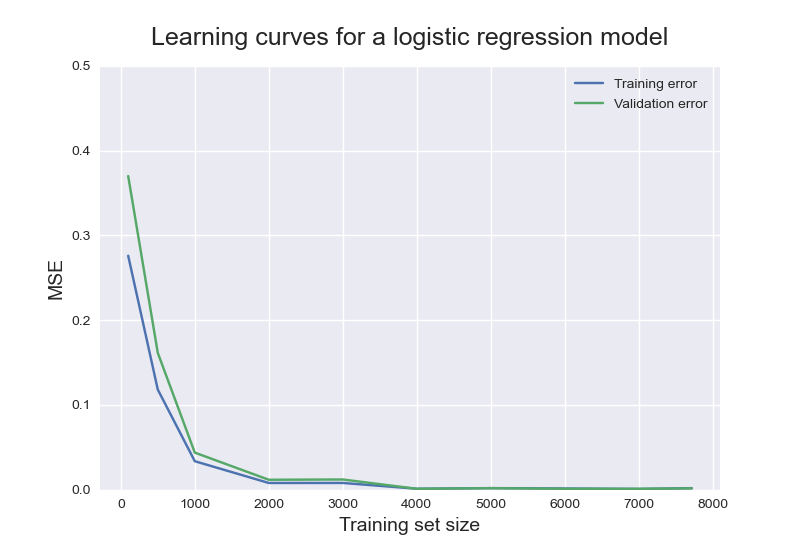 Learning curves for a logistic regression model
0.5
Training error
Validation error
0.4
0.3
MSE
0.2
0.1
0.0
0 1000 2000 3000 4000 5000 6000 7000 8000
Training set size